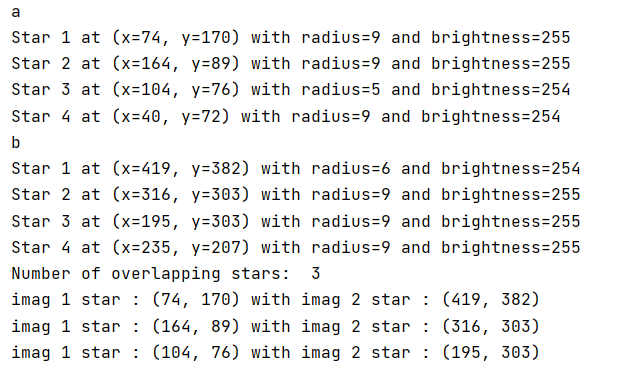 a
Star 1 at (x=74, y=170) with radius=9 and brightness=255
Star 2 at (x=164, y=89) with radius=9 and brightness=255
Star 3 at (x=104, y=76) with radius=5 and brightness=254
Star 4 at (x=40, y=72) with radius=9 and brightness=254
b
Star 1 at (x=419, y=382) with radius=6 and brightness=254
Star 2 at (x=316, y=303) with radius=9 and brightness=255
Star 3 at (x=195, y=303) with radius=9 and brightness=255
Star 4 at (x=235, y=207) with radius=9 and brightness=255
Number of overlapping stars:  3
imag 1 star : (74, 170) with imag 2 star : (419, 382)
imag 1 star : (164, 89) with imag 2 star : (316, 303)
imag 1 star : (104, 76) with imag 2 star : (195, 303)